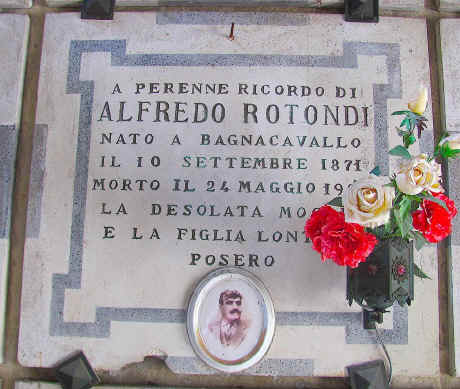 A PERENNE RICORDO DI
ALFREDO ROTONDI
NATO A BAGNACAVALLO
IL 10 SETTEMBRE 1871
MORTO IL 24 MAGGIO
LA DESOLATA
E LA FIGLIA
POSERO